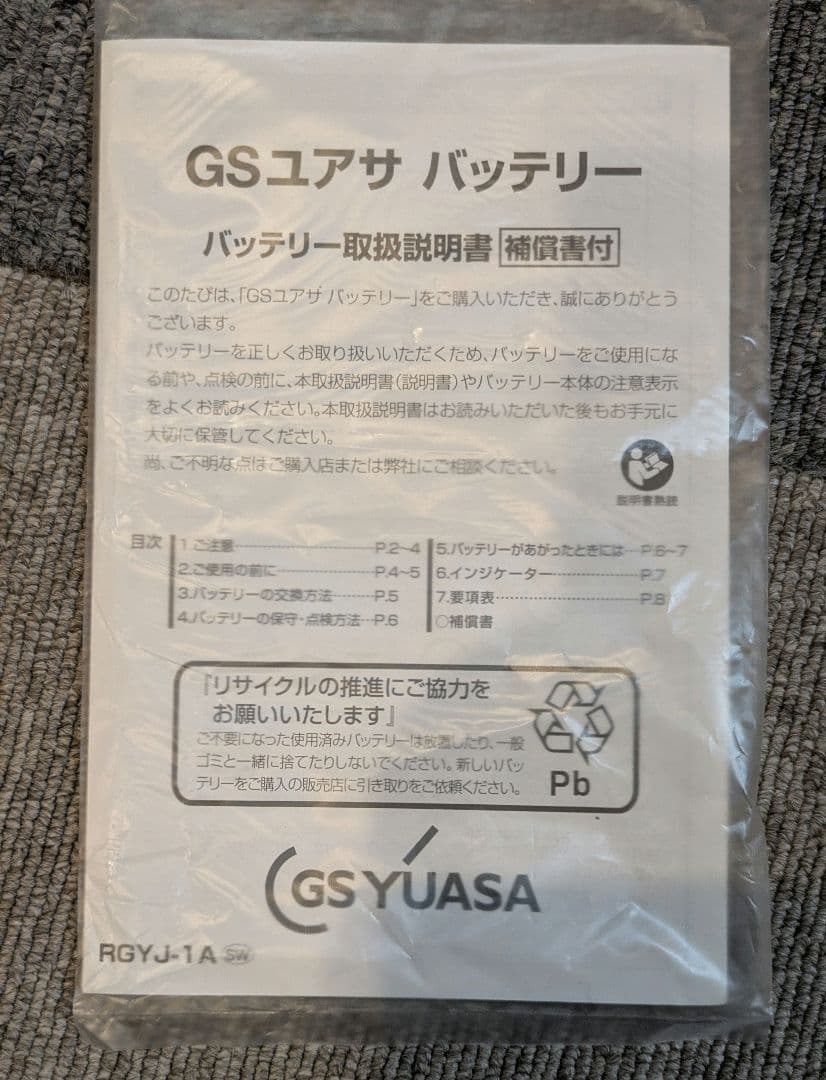 GSユアサ バッテリー
バッテリー取扱説明書 補償書付
このたびは、「GSユアサ バッテリー」をご購入いただき、誠にありがとう
ございます。
バッテリーを正しくお取り扱いいただくため、バッテリーをご使用にな
る前や、点検の前に、本取扱説明書(説明書)やバッテリー本体の注意表示
をよくお読みください。本取扱説明書はお読みいただいた後もお手元に
大切に保管してください。
尚、ご不明な点はご購入店または弊社にご相談ください。
説明書熟読
目次
1.ご注意 P.2~4
2.ご使用の前に P.4~5
3.バッテリーの交換方法 P.5
4.バッテリーの保守・点検方法 P.6
5.バッテリーがあがったときには P.6~7
6.インジケーター P.7
7.要項表 P.8
○補償書
『リサイクルの推進にご協力を
お願いいたします』
ご不要になった使用済みバッテリーは放置したり、一般
ゴミと一緒に捨てたりしないでください。新しいバッ
テリーをご購入の販売店に引き取りをご依頼ください。
Pb
GS YUASA
RGYJ-1A SW